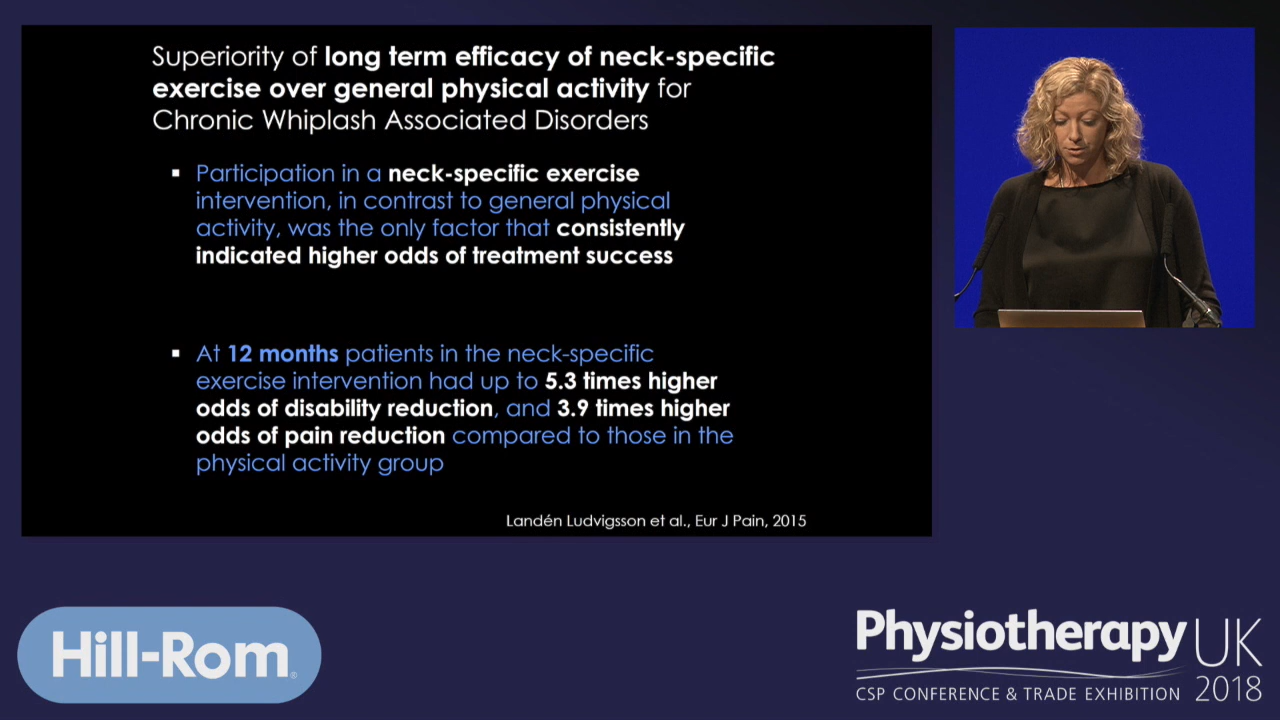 Superiority of long term efficacy of neck-specific
exercise over general physical activity for
Chronic Whiplash Associated Disorders
▪ Participation in a neck-specific exercise
intervention, in contrast to general physical
activity, was the only factor that consistently
indicated higher odds of treatment success
▪ At 12 months patients in the neck-specific
exercise intervention had up to 5.3 times higher
odds of disability reduction, and 3.9 times higher
odds of pain reduction compared to those in the
physical activity group
Landén Ludvigsson et al., Eur J Pain, 2015
Hill-Rom®
Physiotherapy UK
CSP CONFERENCE & TRADE EXHIBITION 2018